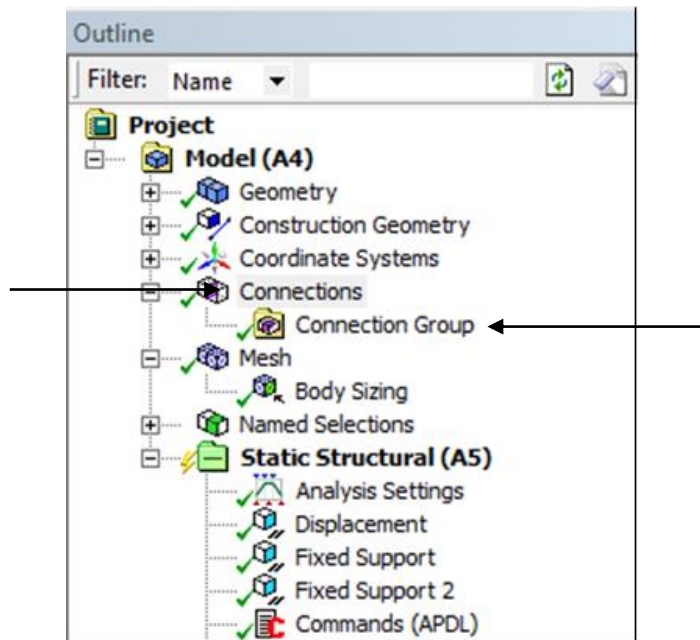 Outline
Filter: Name
Project
Model (A4)
Geometry
Construction Geometry
Coordinate Systems
Connections
Connection Group
Mesh
Body Sizing
Named Selections
Static Structural (A5)
Analysis Settings
Displacement
Fixed Support
Fixed Support 2
Commands (APDL)